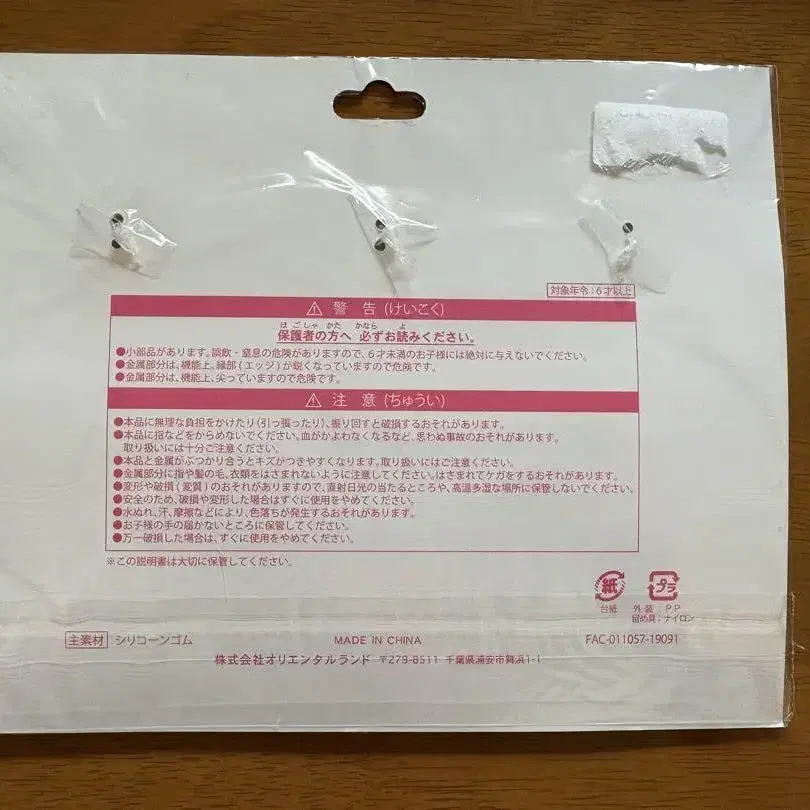 対象年令:6才以上
⚠ 警 告 (けいこく)
ほごしゃ かた かなら よ
保護者の方へ 必ずお読みください。
●小部品があります。誤飲・窒息の危険がありますので、6才未満のお子様には絶対に与えないでください。
●金属部分は、機能上、縁部(エッジ)が鋭くなっていますので危険です。
●金属部分は、機能上、尖っていますので危険です。
⚠ 注 意 (ちゅうい)
●本品に無理な負担をかけたり(引っ張ったり)、振り回すと破損するおそれがあります。
●本品に指などをからめないでください。血がかよわなくなるなど、思わぬ事故のおそれがあります。
取り扱いには十分ご注意ください。
●本品と金属がぶつかり合うとキズがつきやすくなります。取り扱いにはご注意ください。
●金属部分に指や髪の毛、衣類をはさまれないように注意してください。はさまれてケガをするおそれがあります。
●変形や破損(変質)のおそれがありますので、直射日光の当たるところや、高温多湿な場所に保管しないでください。
●安全のため、破損や変形した場合はすぐに使用をやめてください。
●水ぬれ、汗、摩擦などにより、色落ちが発生するおそれがあります。
●お子様の手の届かないところに保管してください。
●万一破損した場合は、すぐに使用をやめてください。
※この説明書は大切に保管してください。
紙 プラ
台紙 外装:PP
留め具:ナイロン
主素材 シリコーンゴム MADE IN CHINA FAC-011057-19091
株式会社オリエンタルランド 〒279-8511 千葉県浦安市舞浜1-1